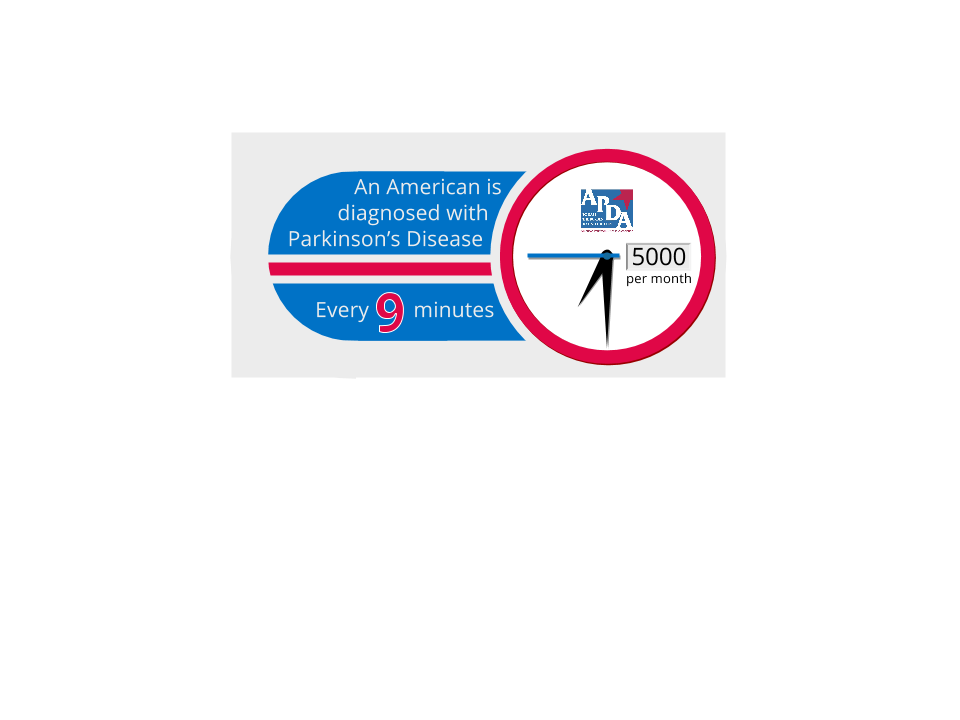 An American is
diagnosed with
Parkinson’s Disease
Every 9 minutes
APDA
5000
per month